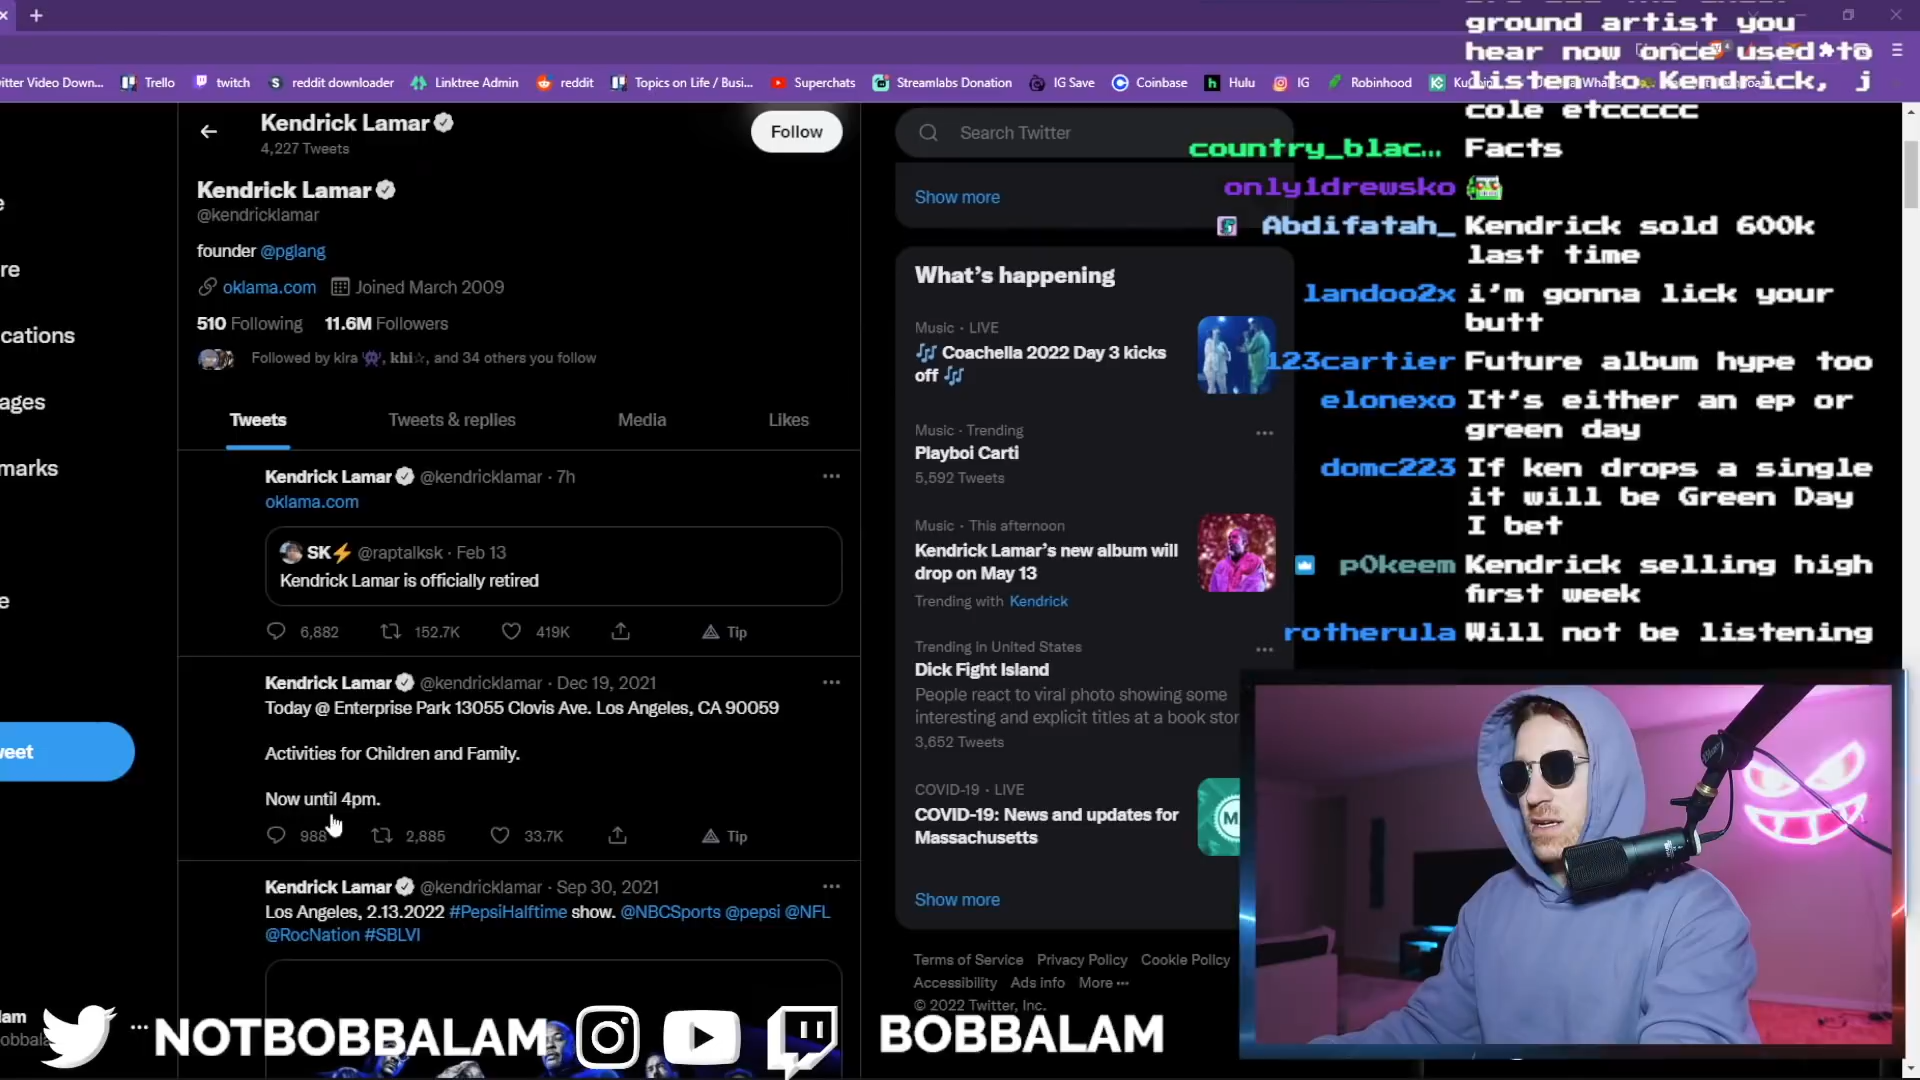 itter Video Down...
Trello
twitch
reddit downloader
Linktree Admin
reddit
Topics on Life / Busi...
Superchats
Streamlabs Donation
IG Save
Coinbase
Hulu
IG
Robinhood
Kendrick Lamar
4,227 Tweets
Follow
Kendrick Lamar
@kendricklamar
founder @pglang
oklama.com Joined March 2009
510 Following 11.6M Followers
Followed by kira, khi☆, and 34 others you follow
Tweets Tweets & replies Media Likes
Kendrick Lamar @kendricklamar · 7h
oklama.com
SK⚡ @raptalksk · Feb 13
Kendrick Lamar is officially retired
6,882 152.7K 419K Tip
Kendrick Lamar @kendricklamar · Dec 19, 2021
Today @ Enterprise Park 13055 Clovis Ave. Los Angeles, CA 90059
Activities for Children and Family.
Now until 4pm.
988 2,885 33.7K Tip
Kendrick Lamar @kendricklamar · Sep 30, 2021
Los Angeles, 2.13.2022 #PepsiHalftime show. @NBCSports @pepsi @NFL
@RocNation #SBLVI
e
re
cations
ages
marks
e
weet
lam
Search Twitter
Show more
What's happening
Music · LIVE
🎶 Coachella 2022 Day 3 kicks
off 🎶
Music · Trending
Playboi Carti
5,592 Tweets
Music · This afternoon
Kendrick Lamar's new album will
drop on May 13
Trending with Kendrick
Trending in United States
Dick Fight Island
People react to viral photo showing some
interesting and explicit titles at a book stor
3,652 Tweets
COVID-19 · LIVE
COVID-19: News and updates for
Massachusetts
Show more
Terms of Service Privacy Policy Cookie Policy
Accessibility Ads info More ···
© 2022 Twitter, Inc.
ground artist you
hear now once used to
listen to Kendrick, j
cole etccccc
country_blac... Facts
only1drewsko
Abdifatah_ Kendrick sold 600k
last time
landoo2x i'm gonna lick your
butt
123cartier Future album hype too
elonexo It's either an ep or
green day
domc223 If ken drops a single
it will be Green Day
I bet
p0keem Kendrick selling high
first week
rotherula Will not be listening
NOTBOBBALAM
BOBBALAM